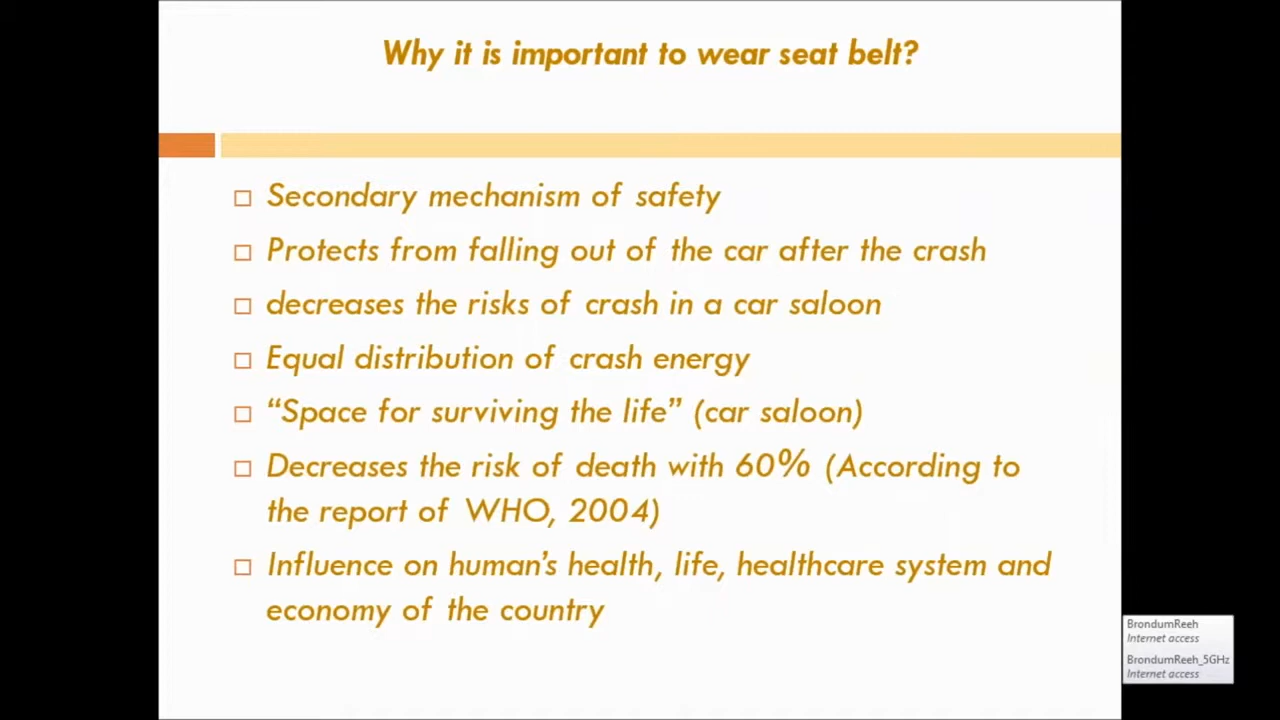 Why it is important to wear seat belt?
Secondary mechanism of safety
Protects from falling out of the car after the crash
decreases the risks of crash in a car saloon
Equal distribution of crash energy
“Space for surviving the life” (car saloon)
Decreases the risk of death with 60% (According to
the report of WHO, 2004)
Influence on human’s health, life, healthcare system and
economy of the country
BrondumReeh
Internet access
BrondumReeh_5GHz
Internet access